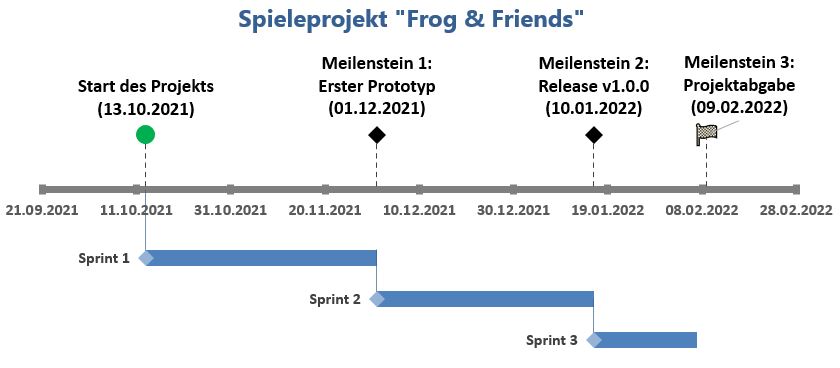 Spieleprojekt "Frog & Friends"
Start des Projekts
(13.10.2021)
Meilenstein 1:
Erster Prototyp
(01.12.2021)
Meilenstein 2:
Release v1.0.0
(10.01.2022)
Meilenstein 3:
Projektabgabe
(09.02.2022)
21.09.2021 11.10.2021 31.10.2021 20.11.2021 10.12.2021 30.12.2021 19.01.2022 08.02.2022 28.02.2022
Sprint 1
Sprint 2
Sprint 3